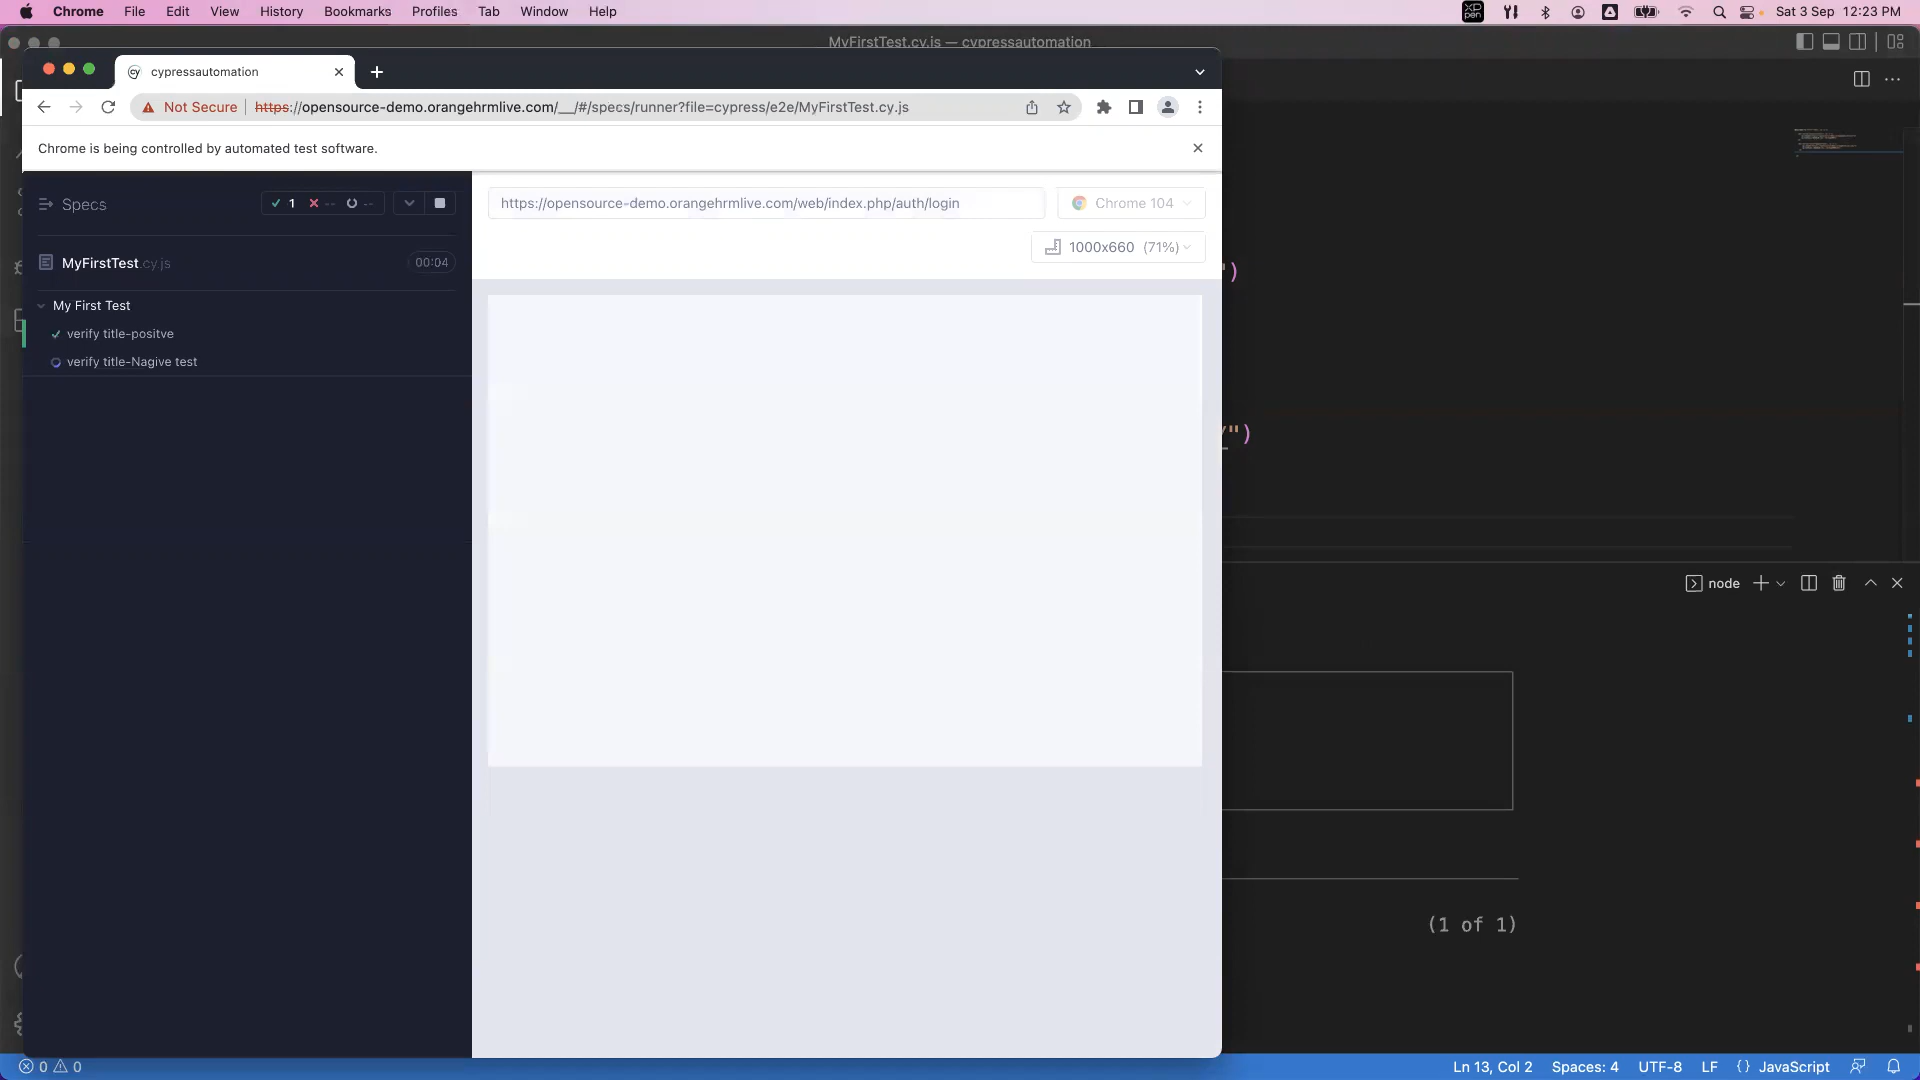 Chrome File Edit View History Bookmarks Profiles Tab Window Help
XD pen
Sat 3 Sep 12:23 PM
MyFirstTest.cy.js — cypressautomation
cy cypressautomation
Not Secure https://opensource-demo.orangehrmlive.com/__/#/specs/runner?file=cypress/e2e/MyFirstTest.cy.js
Chrome is being controlled by automated test software.
Specs 1 -- --
https://opensource-demo.orangehrmlive.com/web/index.php/auth/login
Chrome 104
1000x660 (71%)
MyFirstTest.cy.js 00:04
")
My First Test
verify title-positve
verify title-Nagive test
/")
node
(1 of 1)
0 0
Ln 13, Col 2 Spaces: 4 UTF-8 LF {} JavaScript